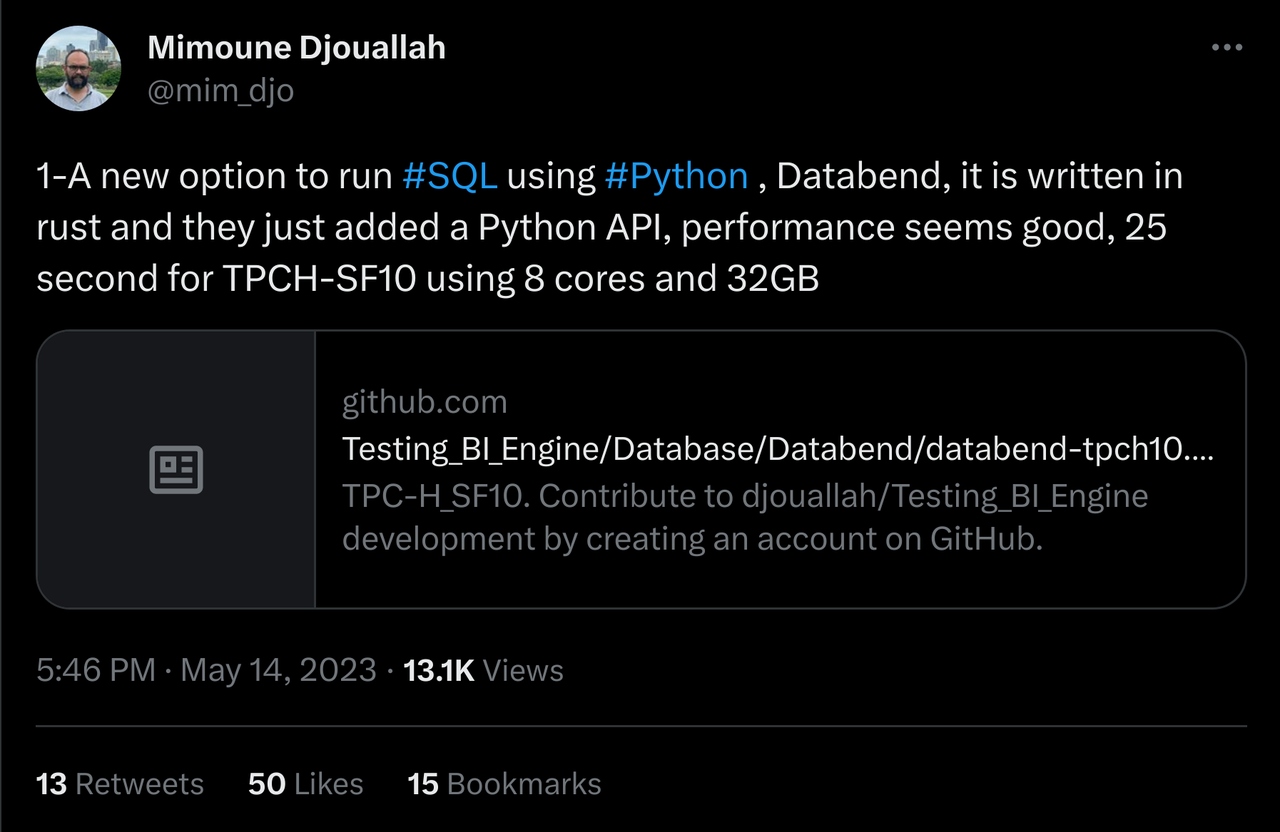 Mimoune Djouallah
@mim_djo
1-A new option to run #SQL using #Python , Databend, it is written in
rust and they just added a Python API, performance seems good, 25
second for TPCH-SF10 using 8 cores and 32GB
github.com
Testing_BI_Engine/Database/Databend/databend-tpch10....
TPC-H_SF10. Contribute to djouallah/Testing_BI_Engine
development by creating an account on GitHub.
5:46 PM · May 14, 2023 · 13.1K Views
13 Retweets 50 Likes 15 Bookmarks